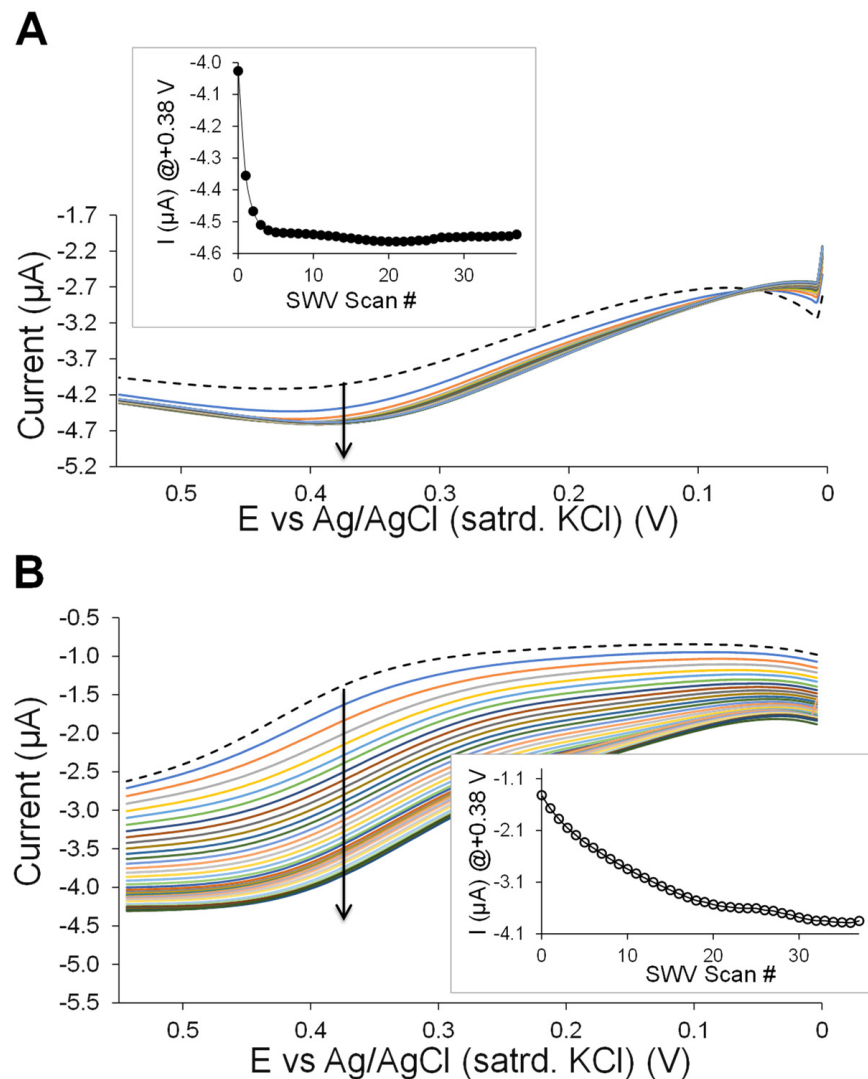 A
I (µA) @+0.38 V
-4.0
-4.1
-4.2
-4.3
-4.4
-4.5
-4.6
0 10 20 30
SWV Scan #
Current (µA)
-1.7
-2.2
-2.7
-3.2
-3.7
-4.2
-4.7
-5.2
0.5 0.4 0.3 0.2 0.1 0
E vs Ag/AgCl (satrd. KCl) (V)
B
Current (µA)
-0.5
-1.0
-1.5
-2.0
-2.5
-3.0
-3.5
-4.0
-4.5
-5.0
-5.5
I (µA) @+0.38 V
-1.1
-2.1
-3.1
-4.1
0 10 20 30
SWV Scan #
0.5 0.4 0.3 0.2 0.1 0
E vs Ag/AgCl (satrd. KCl) (V)